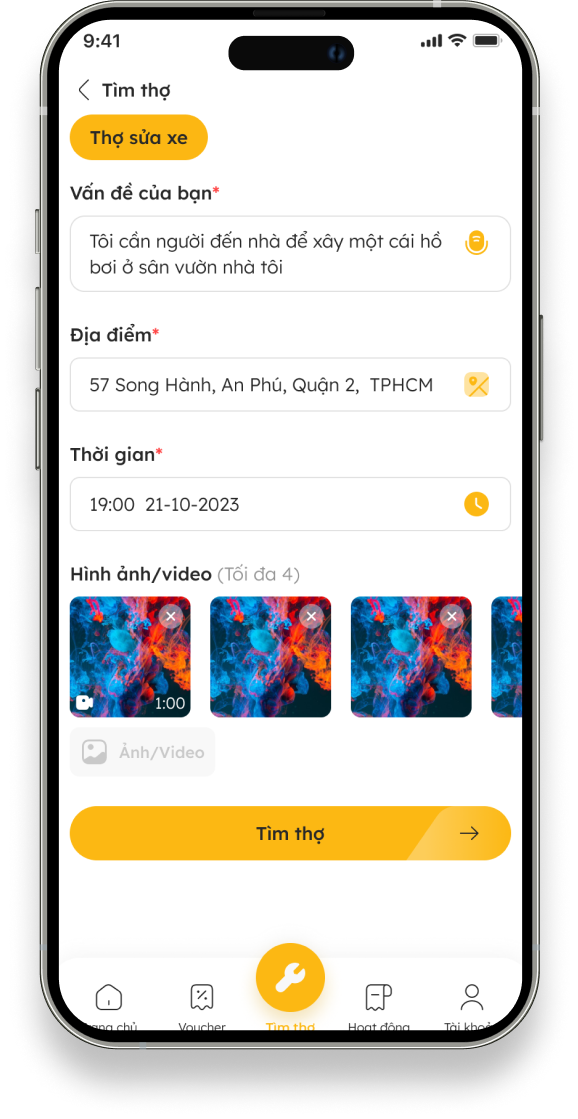 9:41
Tìm thợ
Thợ sửa xe
Vấn đề của bạn*
Tôi cần người đến nhà để xây một cái hồ
bơi ở sân vườn nhà tôi
Địa điểm*
57 Song Hành, An Phú, Quận 2, TPHCM
Thời gian*
19:00 21-10-2023
Hình ảnh/video (Tối đa 4)
1:00
Ảnh/Video
Tìm thợ
chủ Voucher Tìm thợ Hoạt động Tài